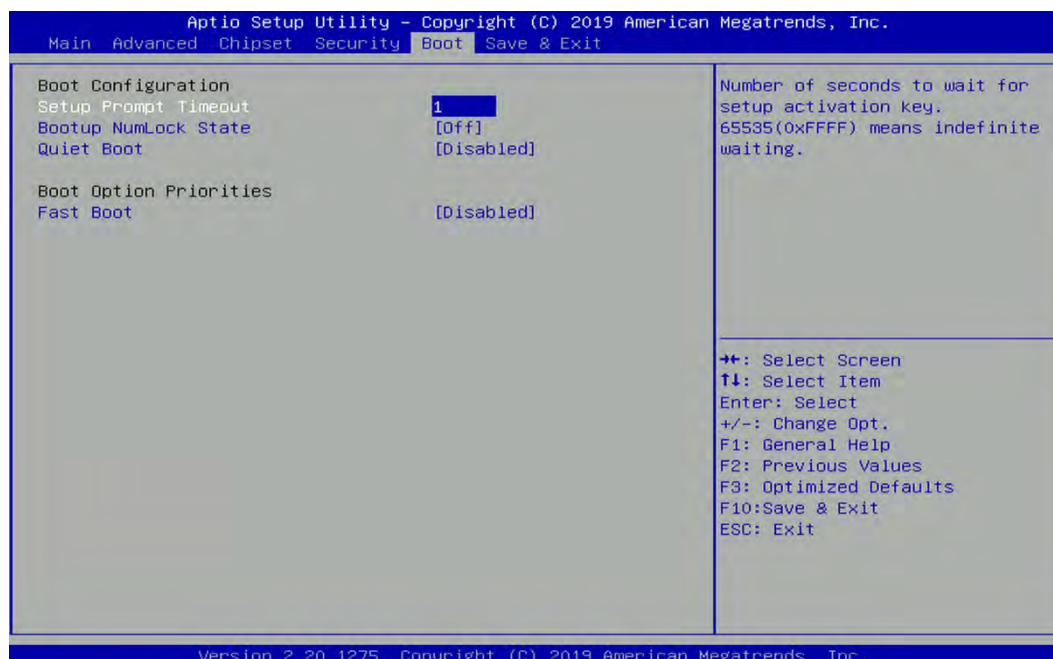 Aptio Setup Utility – Copyright (C) 2019 American Megatrends, Inc.
Main Advanced Chipset Security Boot Save & Exit
Boot Configuration
Setup Prompt Timeout 1
Bootup NumLock State [Off]
Quiet Boot [Disabled]
Boot Option Priorities
Fast Boot [Disabled]
Number of seconds to wait for
setup activation key.
65535(0xFFFF) means indefinite
waiting.
→←: Select Screen
↑↓: Select Item
Enter: Select
+/-: Change Opt.
F1: General Help
F2: Previous Values
F3: Optimized Defaults
F10:Save & Exit
ESC: Exit
Version 2.20.1275. Copyright (C) 2019 American Megatrends, Inc.